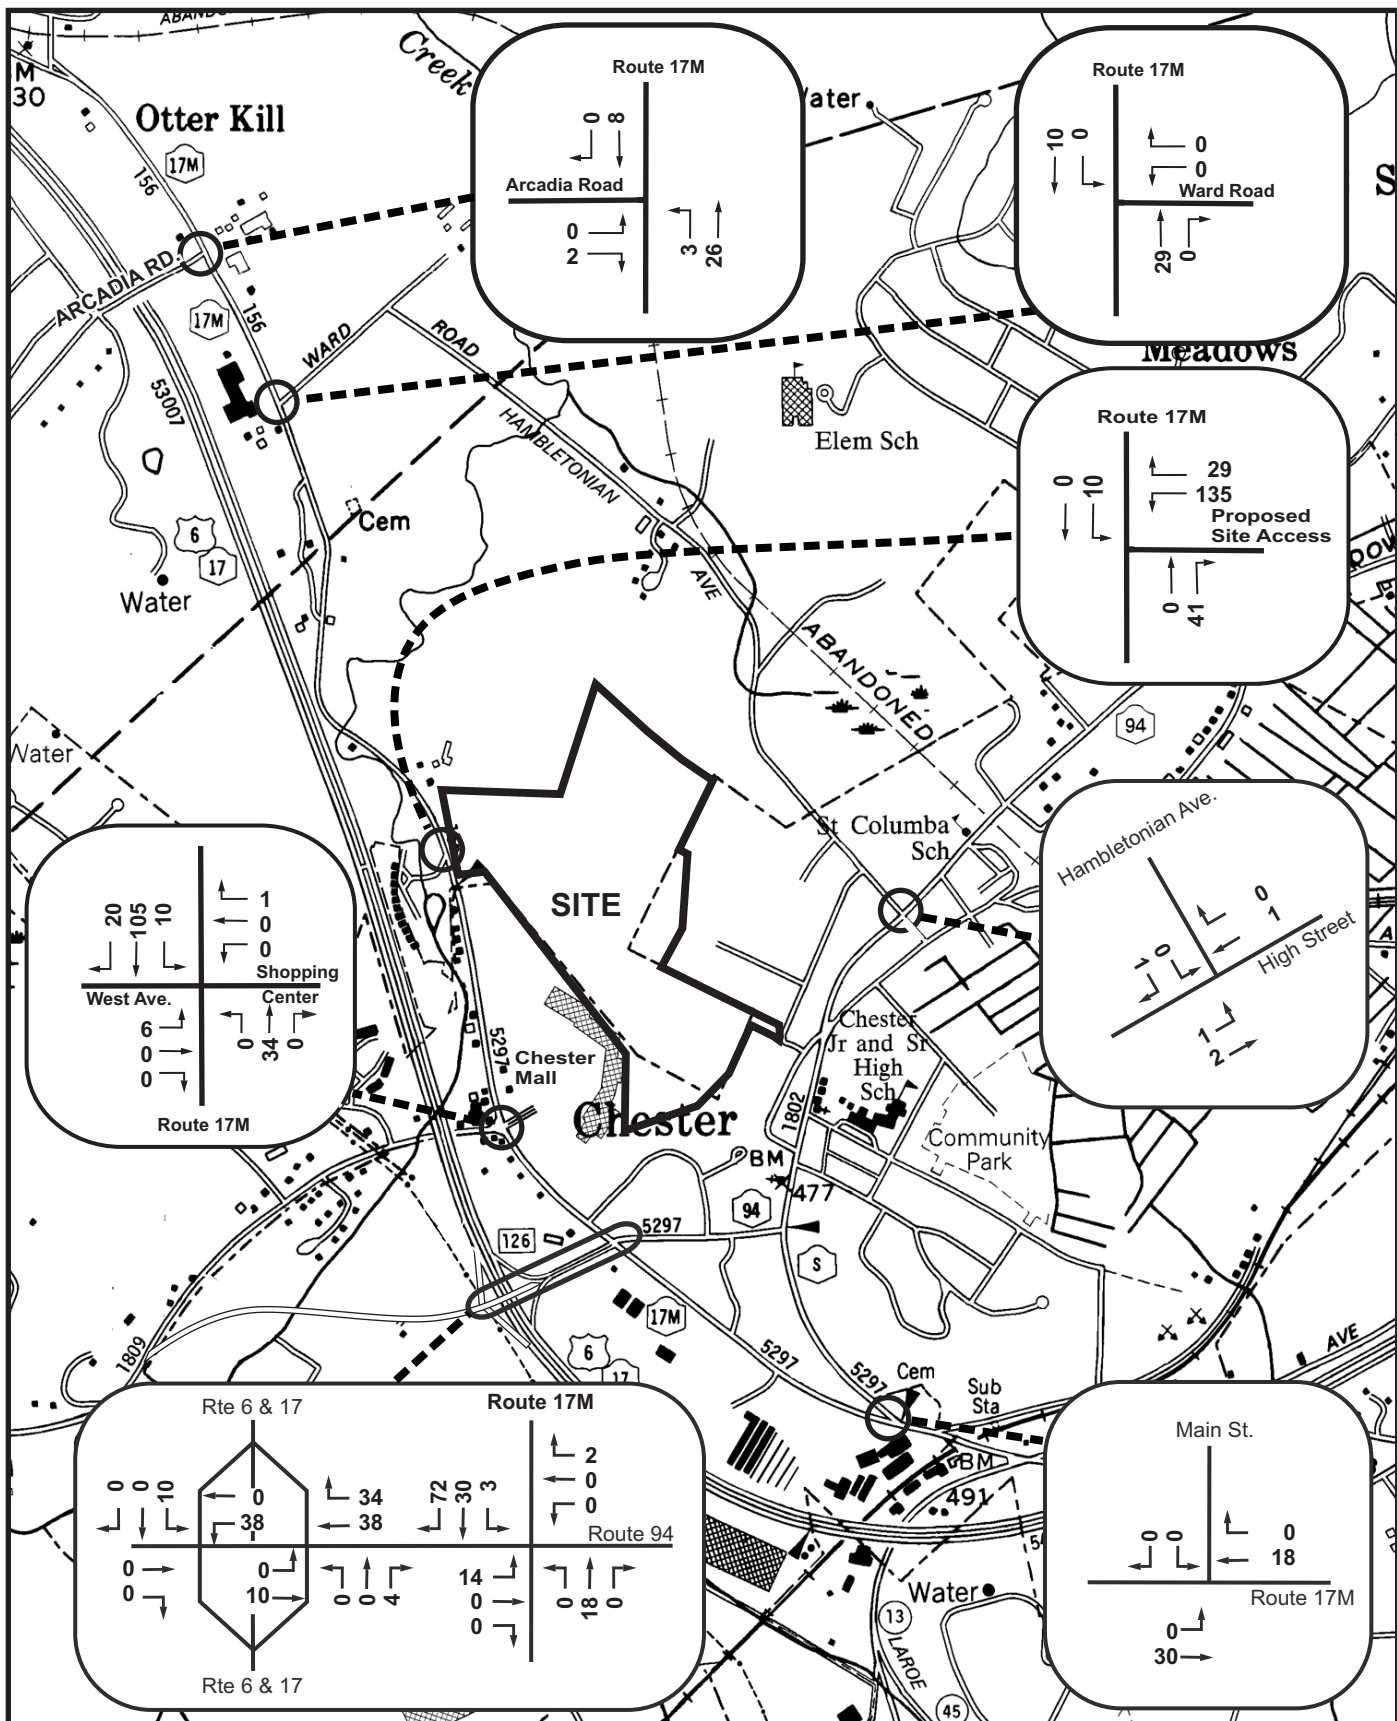 ABANDO
Creek
M
30
Otter Kill
17M
156
ARCADIA RD.
17M
156
WARD
ROAD
53007
HAMBLETONIAN
AVE
Cem
6
17
Water
Water
Route 17M
0
8
Arcadia Road
0
2
3
26
ater
Route 17M
10
0
0
0
Ward Road
29
0
S
Meadows
Elem Sch
Route 17M
0
10
29
135
Proposed
Site Access
0
41
DOW
ABANDONED
94
St Columba
Sch
SITE
Hambletonian Ave.
0
1
High Street
1
0
1
2
A
20
105
10
1
0
0
Shopping
West Ave.
Center
6
0
0
0
34
0
Route 17M
5297
Chester
Mall
Chester
Chester
Jr and Sr
High
Sch
1802
Community
Park
BM
477
94
5297
126
S
17M
1809
6
17
5297
5297
Cem
Sub
Sta
AVE
BM
491
54
Water
13
LAROE
45
Rte 6 & 17
Route 17M
0
0
10
0
38
34
38
72
30
3
2
0
0
Route 94
0
0
0
10
0
0
4
14
0
0
0
18
0
Rte 6 & 17
Main St.
0
0
0
18
Route 17M
0
30